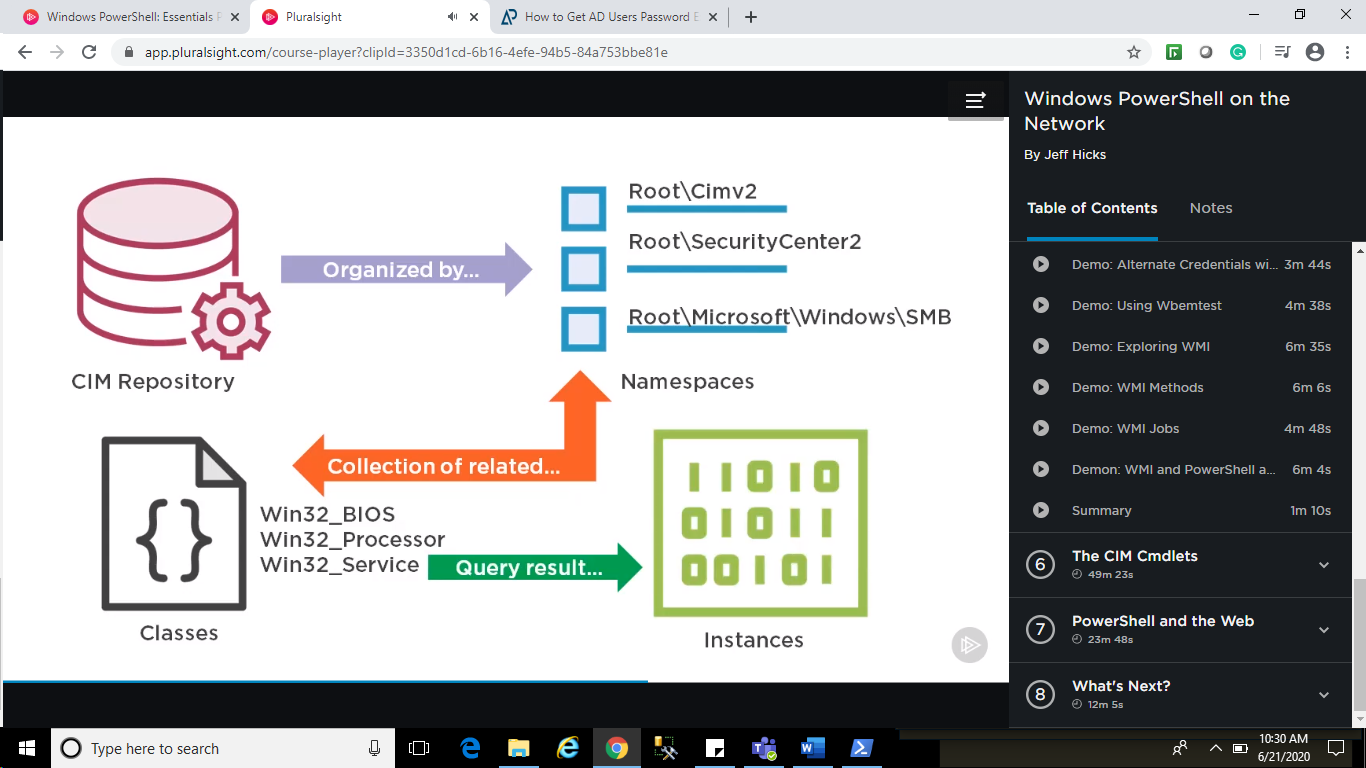 Windows PowerShell: Essentials P
Pluralsight
How to Get AD Users Password E
app.pluralsight.com/course-player?clipId=3350d1cd-6b16-4efe-94b5-84a753bbe81e
Root\Cimv2
Root\SecurityCenter2
Organized by...
Root\Microsoft\Windows\SMB
CIM Repository
Namespaces
Collection of related...
Win32_BIOS
Win32_Processor
Win32_Service
Query result...
11010
01011
00101
Classes
Instances
Windows PowerShell on the
Network
By Jeff Hicks
Table of Contents
Notes
Demo: Alternate Credentials wi... 3m 44s
Demo: Using Wbemtest 4m 38s
Demo: Exploring WMI 6m 35s
Demo: WMI Methods 6m 6s
Demo: WMI Jobs 4m 48s
Demon: WMI and PowerShell a... 6m 4s
Summary 1m 10s
6 The CIM Cmdlets
49m 23s
7 PowerShell and the Web
23m 48s
8 What's Next?
12m 5s
Type here to search
10:30 AM
6/21/2020